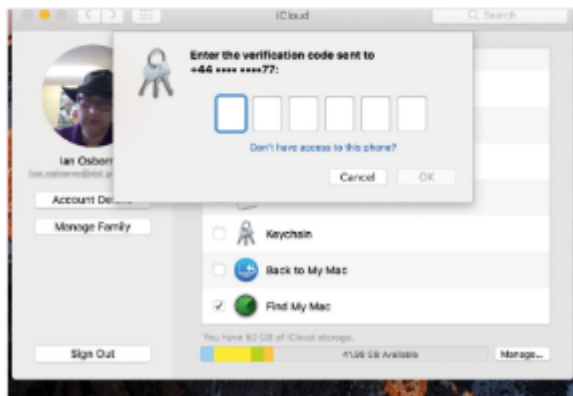 iCloud
Search
Enter the verification code sent to
+44 •••• ••••77:
Don't have access to this phone?
Cancel
OK
Ian Osborn
Account De
Manage Family
Keychain
Back to My Mac
Find My Mac
You have 50 GB of iCloud storage.
41.96 GB Available
Manage...
Sign Out